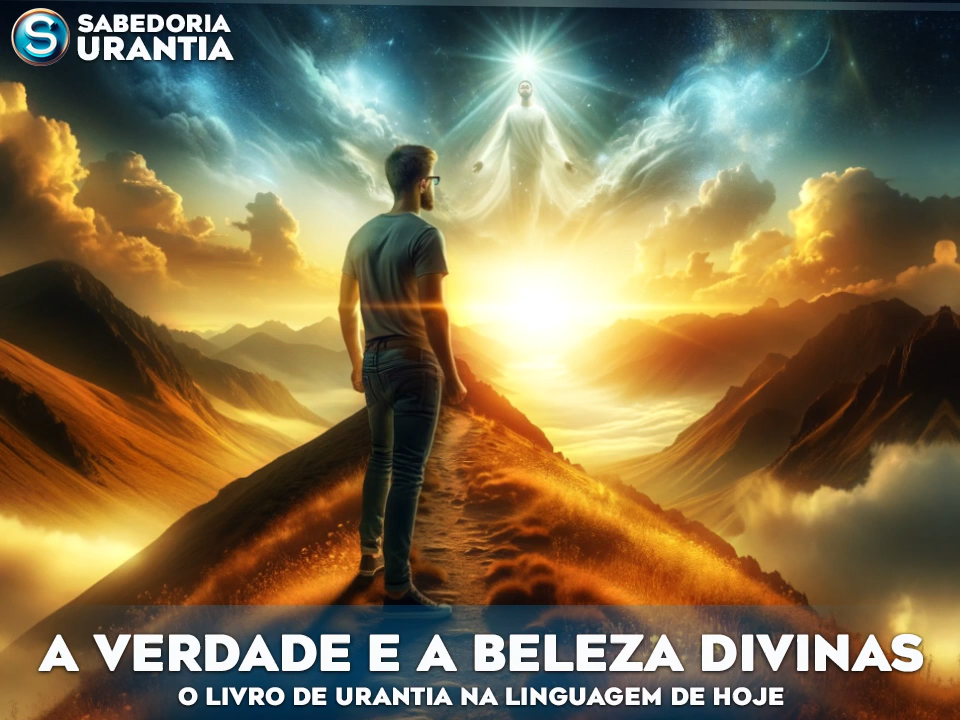 SABEDORIA
URANTIA
A VERDADE E A BELEZA DIVINAS
O LIVRO DE URANTIA NA LINGUAGEM DE HOJE